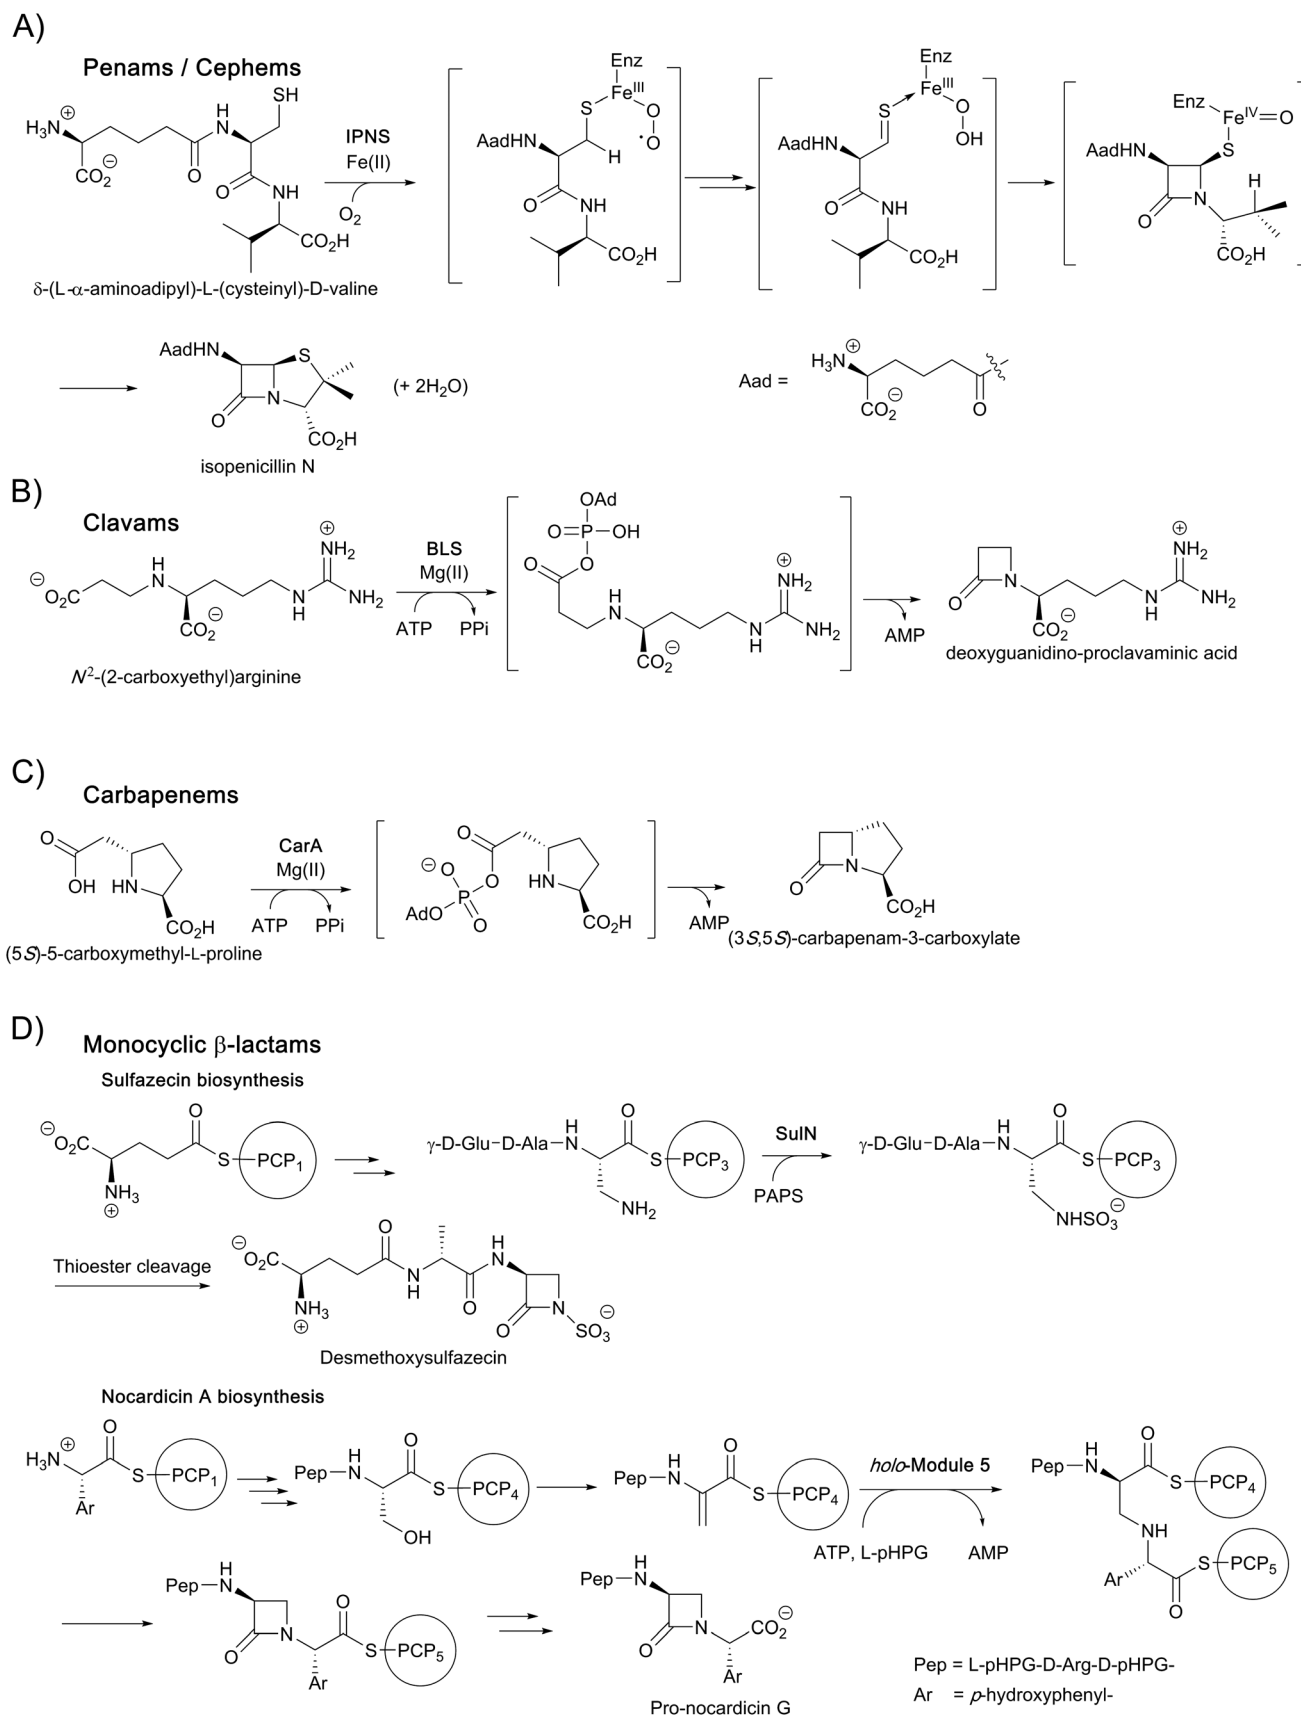 A)
Penams / Cephems
H3N⊕
CO2⊖
O
H
N
SH
O
NH
CO2H
IPNS
Fe(II)
O2
Enz
FeIII
S
O
·O
AadHN
H
O
NH
CO2H
Enz
FeIII
S
O
OH
AadHN
O
NH
CO2H
Enz
FeIV=O
S
AadHN
H
N
O
CO2H
δ-(L-α-aminoadipyl)-L-(cysteinyl)-D-valine
AadHN
S
N
O
CO2H
(+ 2H2O)
isopenicillin N
Aad =
H3N⊕
CO2⊖
O
B)
Clavams
⊖O2C
H
N
CO2⊖
N
H
⊕
NH2
NH2
N2-(2-carboxyethyl)arginine
BLS
Mg(II)
ATP
PPi
OAd
O=P–OH
O
O
H
N
CO2⊖
N
H
⊕
NH2
NH2
AMP
O
N
CO2⊖
N
H
⊕
NH2
NH2
deoxyguanidino-proclavaminic acid
C)
Carbapenems
O
OH
HN
CO2H
(5S)-5-carboxymethyl-L-proline
CarA
Mg(II)
ATP
PPi
O
⊖O
O
P
AdO
O
HN
CO2H
AMP
O
N
CO2H
(3S,5S)-carbapenam-3-carboxylate
D)
Monocyclic β-lactams
Sulfazecin biosynthesis
⊖O2C
O
S
PCP1
NH3
⊕
γ-D-Glu–D-Ala–N
H
O
S
PCP3
NH2
SulN
PAPS
γ-D-Glu–D-Ala–N
H
O
S
PCP3
NHSO3⊖
Thioester cleavage
⊖O2C
NH3
⊕
O
N
H
O
H
N
O
N
SO3⊖
Desmethoxysulfazecin
Nocardicin A biosynthesis
H3N⊕
O
S
PCP1
Ar
Pep–N
H
O
S
PCP4
OH
Pep–N
H
O
S
PCP4
holo-Module 5
ATP, L-pHPG
AMP
Pep–N
H
O
S
PCP4
NH
Ar
O
S
PCP5
Pep–N
H
O
N
O
S
PCP5
Ar
Pep–N
H
O
N
CO2⊖
Ar
Pro-nocardicin G
Pep = L-pHPG-D-Arg-D-pHPG-
Ar = p-hydroxyphenyl-